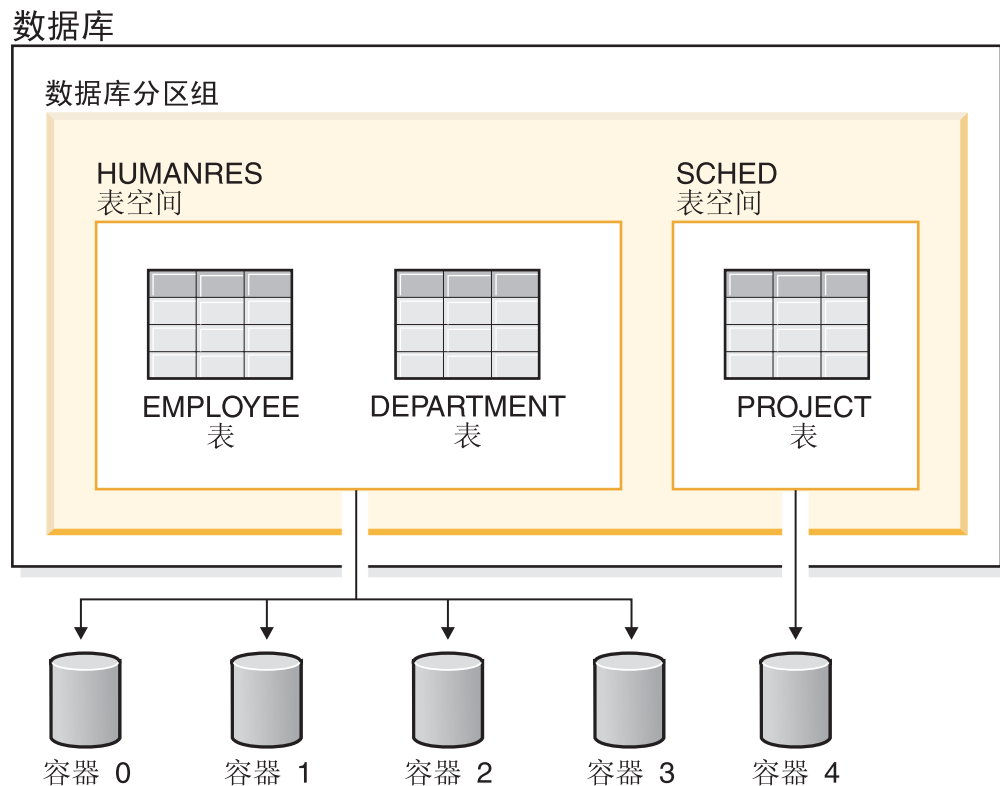 数据库
数据库分区组
HUMANRES
表空间
SCHED
表空间
EMPLOYEE
表
DEPARTMENT
表
PROJECT
表
容器 0
容器 1
容器 2
容器 3
容器 4